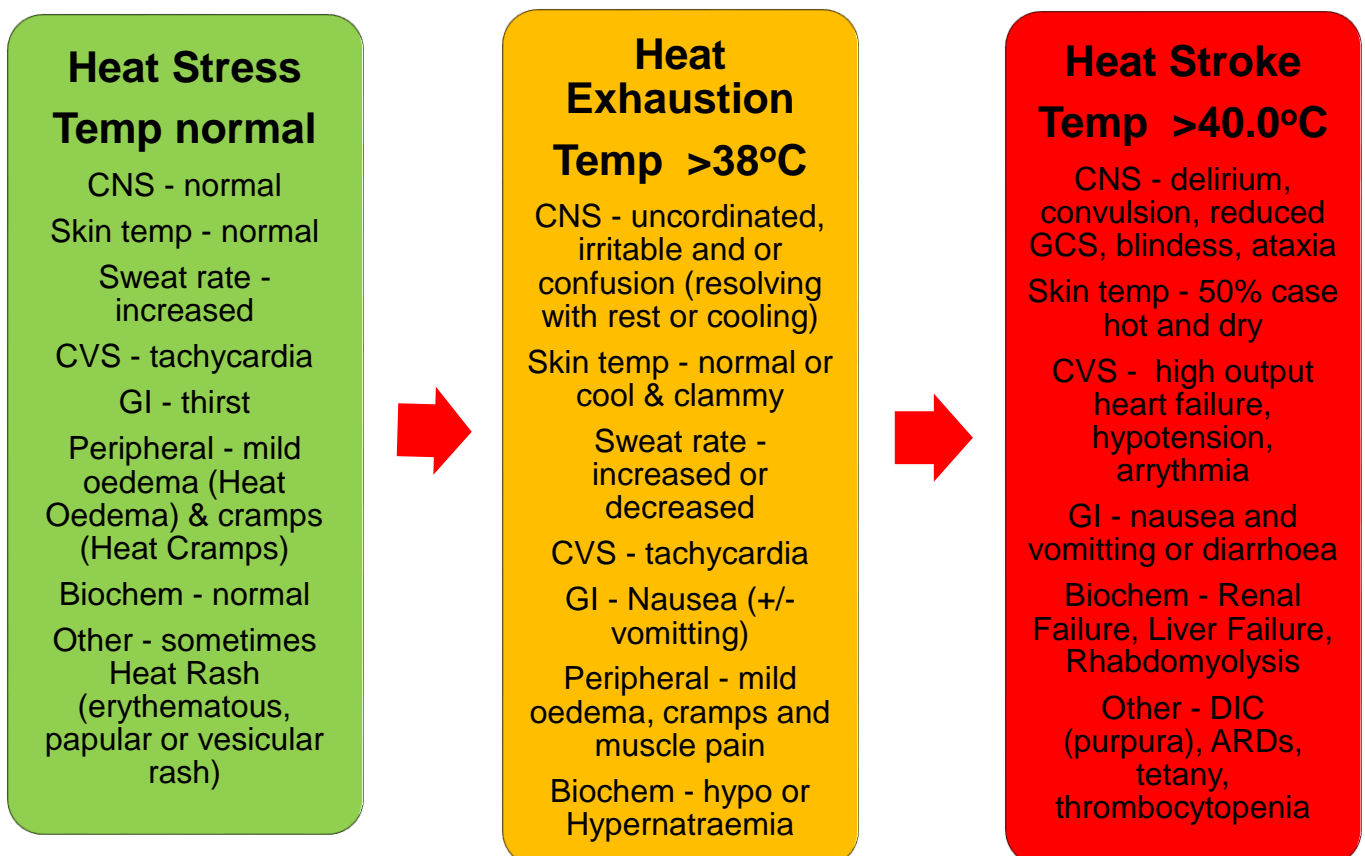 Heat Stress
Temp normal
CNS - normal
Skin temp - normal
Sweat rate -
increased
CVS - tachycardia
GI - thirst
Peripheral - mild
oedema (Heat
Oedema) & cramps
(Heat Cramps)
Biochem - normal
Other - sometimes
Heat Rash
(erythematous,
papular or vesicular
rash)
Heat
Exhaustion
Temp >38ºC
CNS - uncordinated,
irritable and or
confusion (resolving
with rest or cooling)
Skin temp - normal or
cool & clammy
Sweat rate -
increased or
decreased
CVS - tachycardia
GI - Nausea (+/-
vomitting)
Peripheral - mild
oedema, cramps and
muscle pain
Biochem - hypo or
Hypernatraemia
Heat Stroke
Temp >40.0ºC
CNS - delirium,
convulsion, reduced
GCS, blindess, ataxia
Skin temp - 50% case
hot and dry
CVS - high output
heart failure,
hypotension,
arrythmia
GI - nausea and
vomitting or diarrhoea
Biochem - Renal
Failure, Liver Failure,
Rhabdomyolysis
Other - DIC
(purpura), ARDs,
tetany,
thrombocytopenia